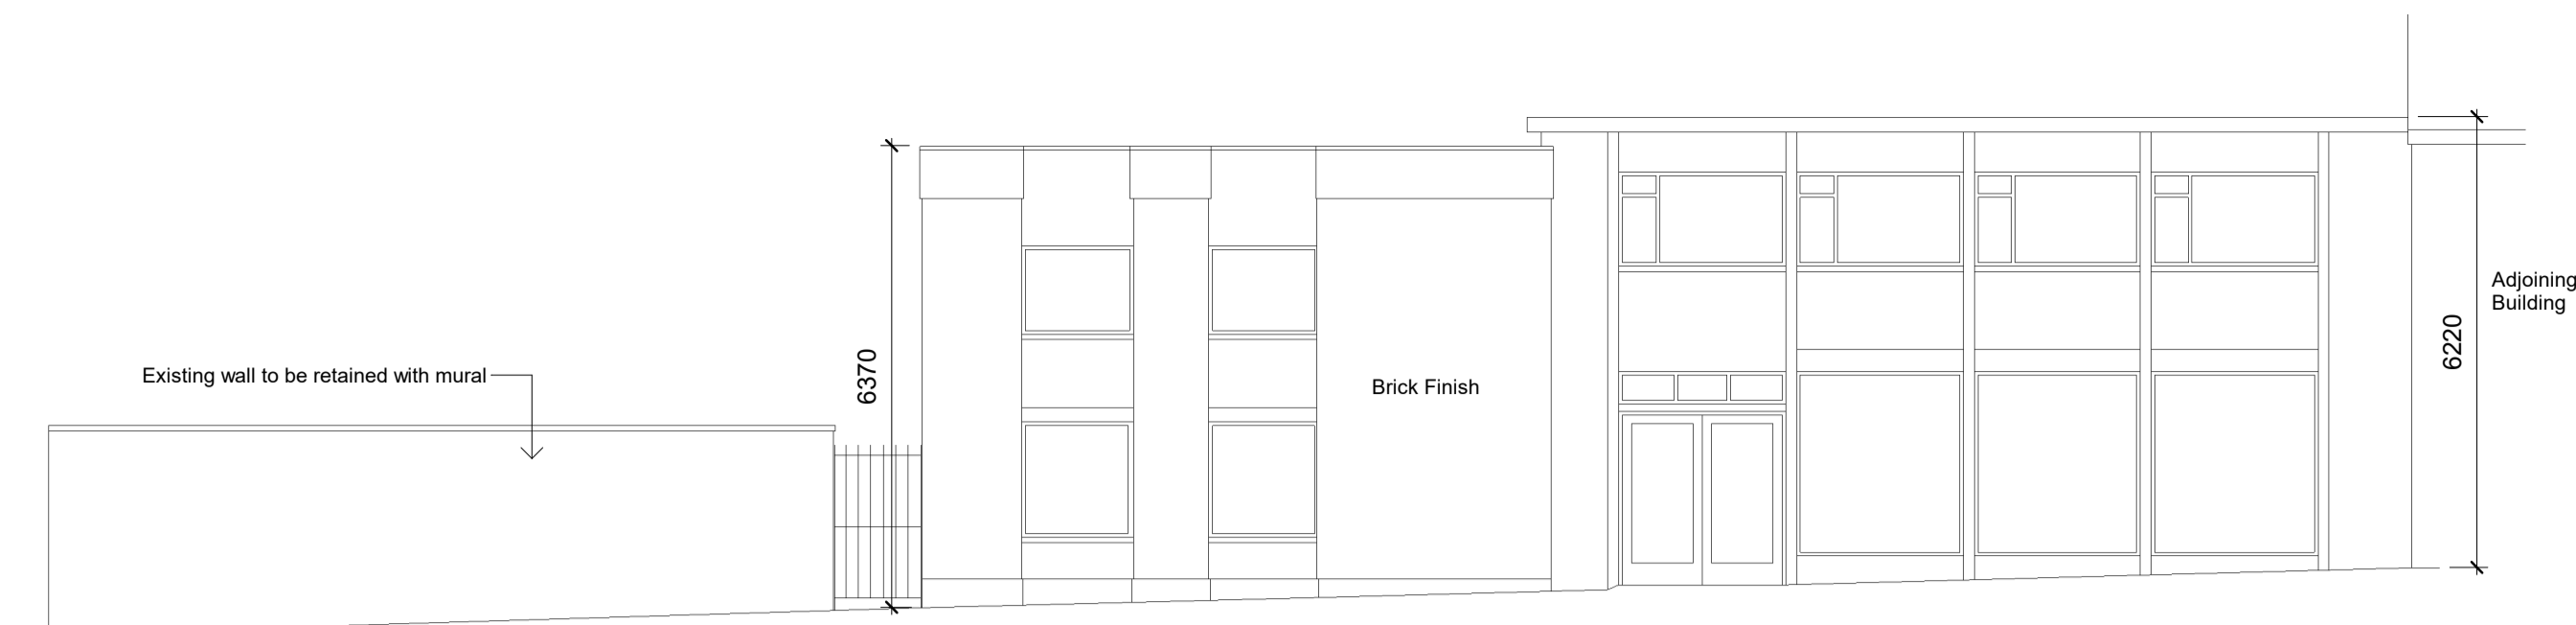 Existing wall to be retained with mural
6370
Brick Finish
6220
Adjoining
Building